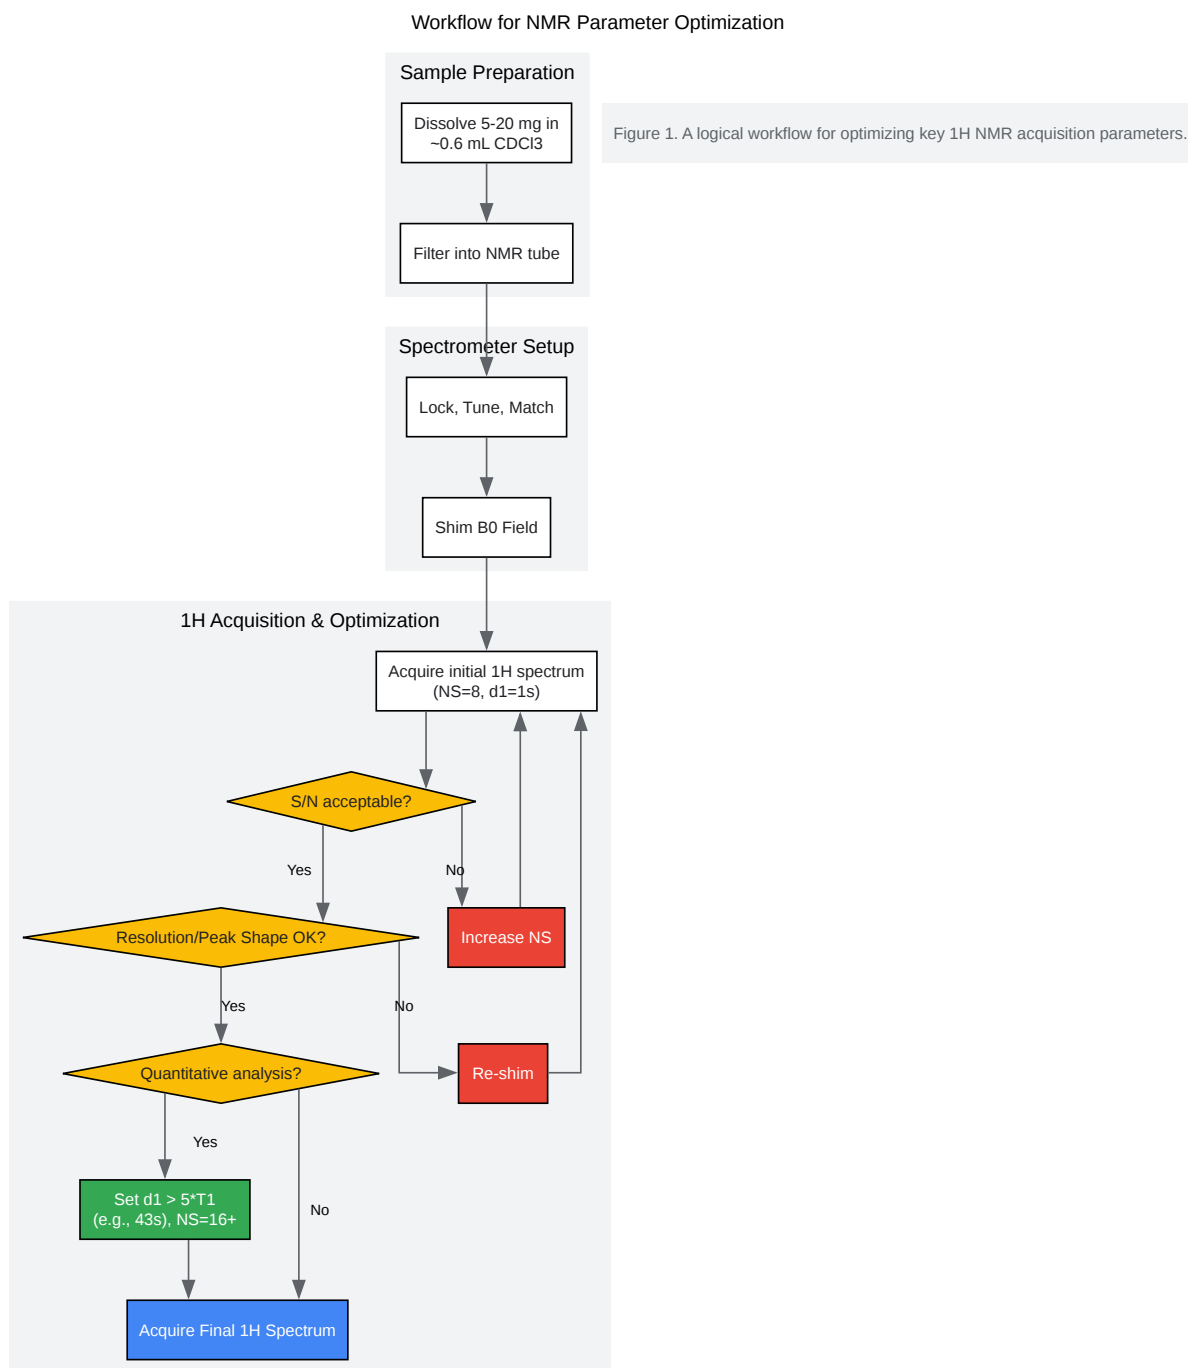 Workflow for NMR Parameter Optimization
Sample Preparation
Dissolve 5-20 mg in
~0.6 mL CDCl3
Figure 1. A logical workflow for optimizing key 1H NMR acquisition parameters.
Filter into NMR tube
Spectrometer Setup
Lock, Tune, Match
Shim B0 Field
1H Acquisition & Optimization
Acquire initial 1H spectrum
(NS=8, d1=1s)
S/N acceptable?
Yes
No
Resolution/Peak Shape OK?
Increase NS
Yes
No
Quantitative analysis?
Re-shim
Yes
Set d1 > 5*T1
(e.g., 43s), NS=16+
No
Acquire Final 1H Spectrum